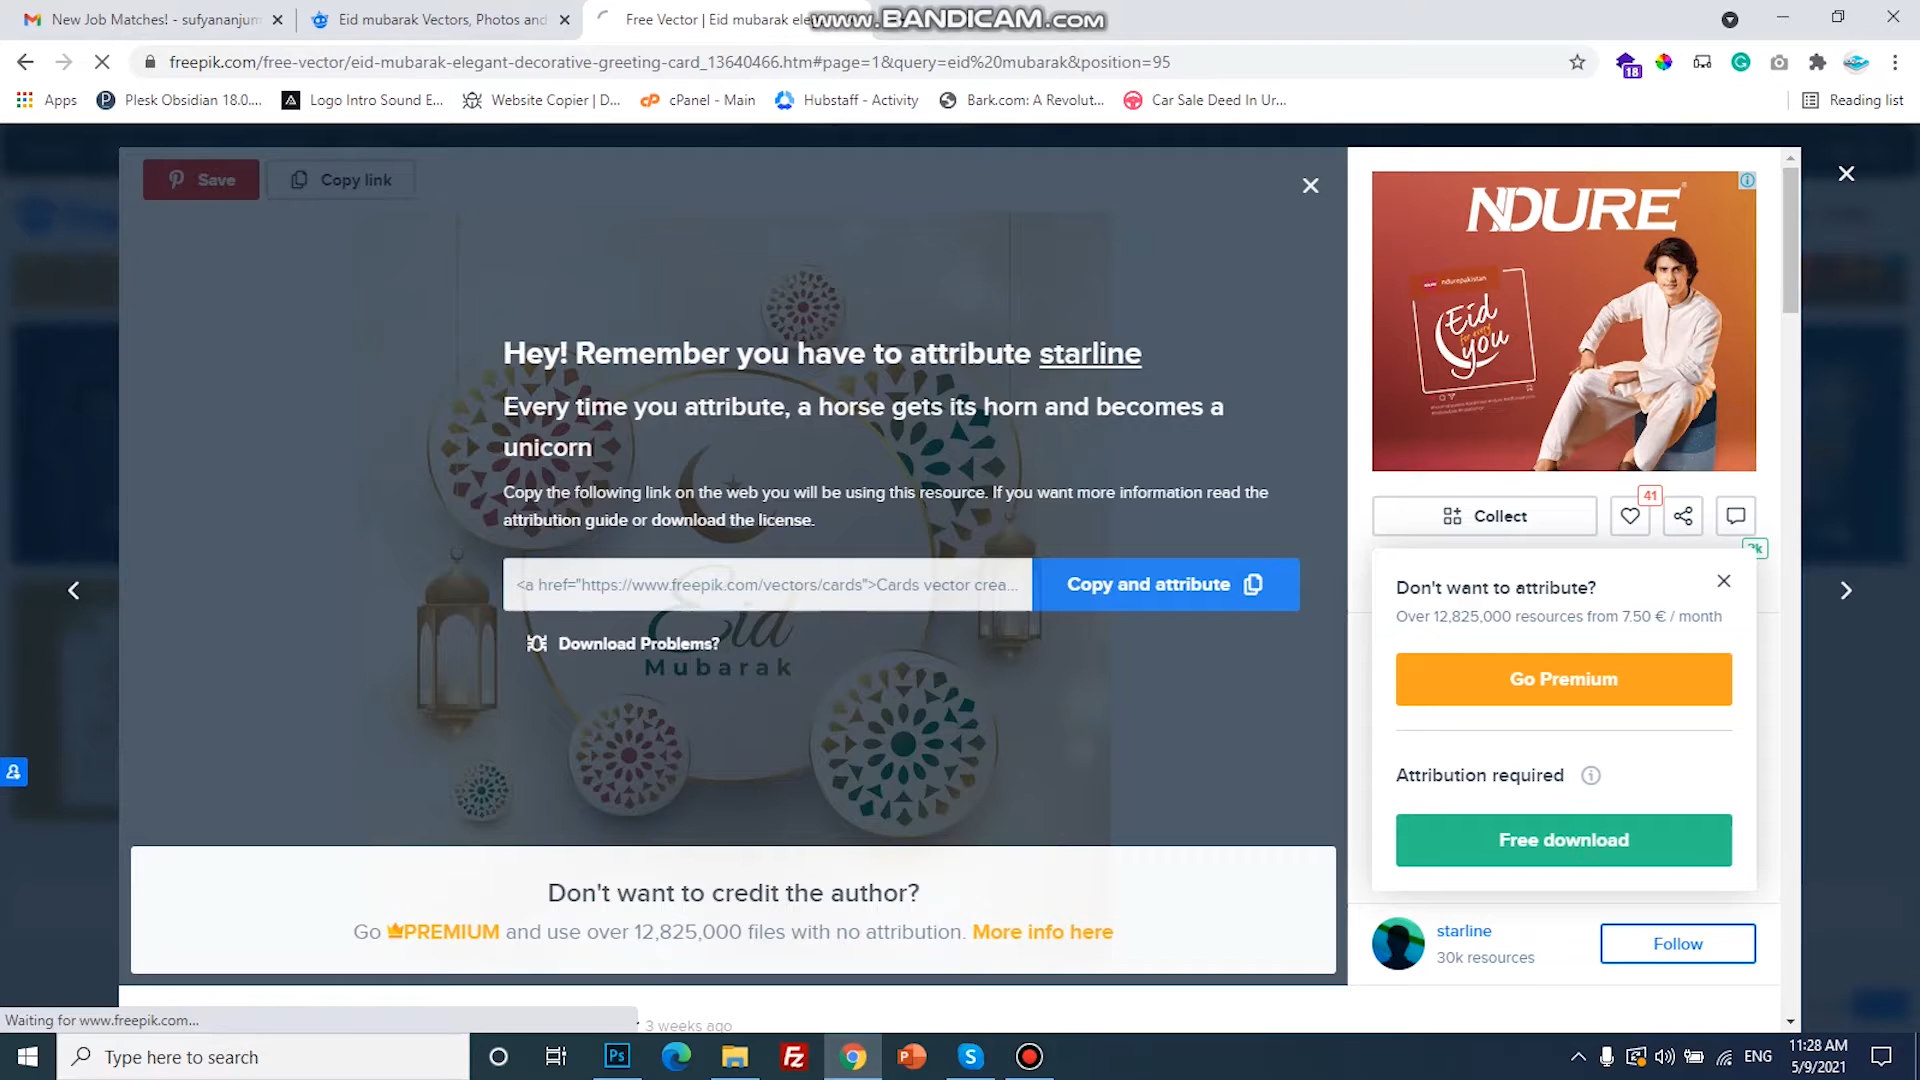 New Job Matches! - sufyananjum
Eid mubarak Vectors, Photos and
Free Vector | Eid mubarak ele
www.BANDICAM.com
freepik.com/free-vector/eid-mubarak-elegant-decorative-greeting-card_13640466.htm#page=1&query=eid%20mubarak&position=95
18
Apps
Plesk Obsidian 18.0....
Logo Intro Sound E...
Website Copier | D...
cPanel - Main
Hubstaff - Activity
Bark.com: A Revolut...
Car Sale Deed In Ur...
Reading list
Save
Copy link
Hey! Remember you have to attribute starline
Every time you attribute, a horse gets its horn and becomes a
unicorn
Copy the following link on the web you will be using this resource. If you want more information read the
attribution guide or download the license.
<a href="https://www.freepik.com/vectors/cards">Cards vector crea...
Copy and attribute
Download Problems?
Eid
Mubarak
Don't want to credit the author?
Go PREMIUM and use over 12,825,000 files with no attribution. More info here
NDURE
ndurepakistan
Eid
for every
you
Collect
41
Don't want to attribute?
Over 12,825,000 resources from 7.50 € / month
Go Premium
Attribution required
Free download
starline
30k resources
Follow
Waiting for www.freepik.com...
3 weeks ago
Type here to search
Ps
ENG
11:28 AM
5/9/2021